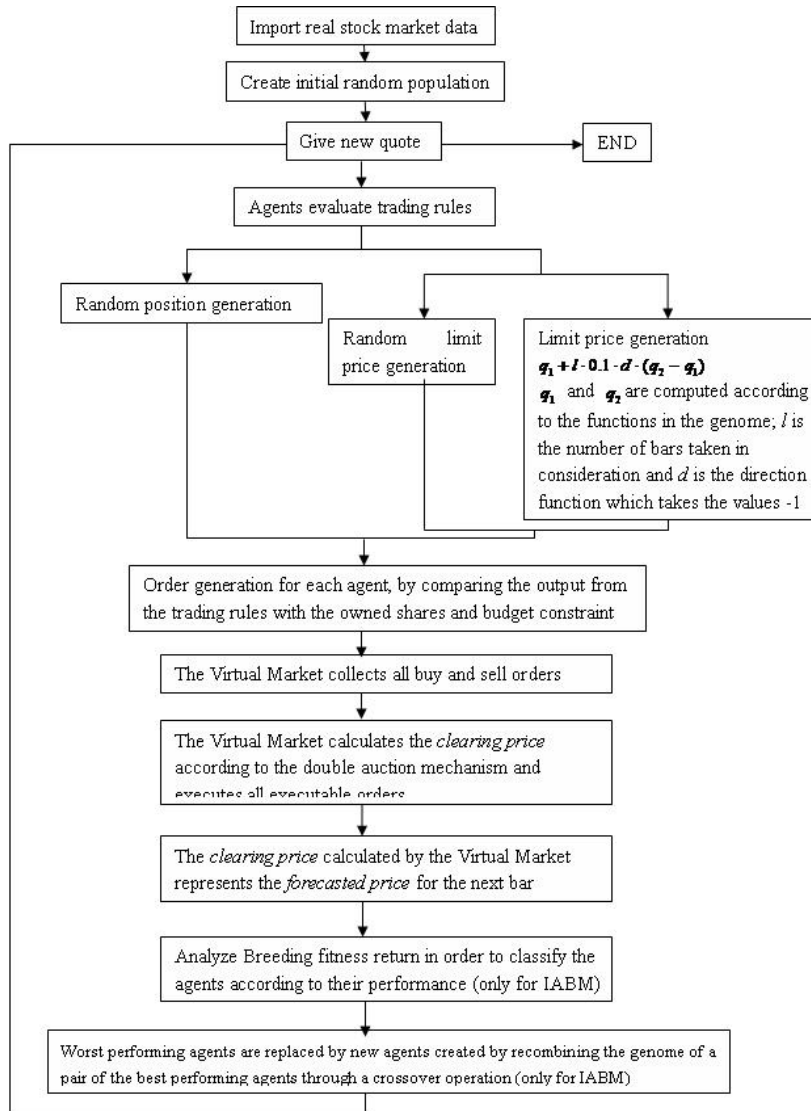 Import real stock market data
Create initial random population
Give new quote
END
Agents evaluate trading rules
Random position generation
Random limit
price generation
Limit price generation
q₁ + l · 0.1 · d · (q₂ − q₁)
q₁ and q₂ are computed according
to the functions in the genome; l is
the number of bars taken in
consideration and d is the direction
function which takes the values -1
Order generation for each agent, by comparing the output from
the trading rules with the owned shares and budget constraint
The Virtual Market collects all buy and sell orders
The Virtual Market calculates the clearing price
according to the double auction mechanism and
executes all executable orders
The clearing price calculated by the Virtual Market
represents the forecasted price for the next bar
Analyze Breeding fitness return in order to classify the
agents according to their performance (only for IABM)
Worst performing agents are replaced by new agents created by recombining the genome of a
pair of the best performing agents through a crossover operation (only for IABM)